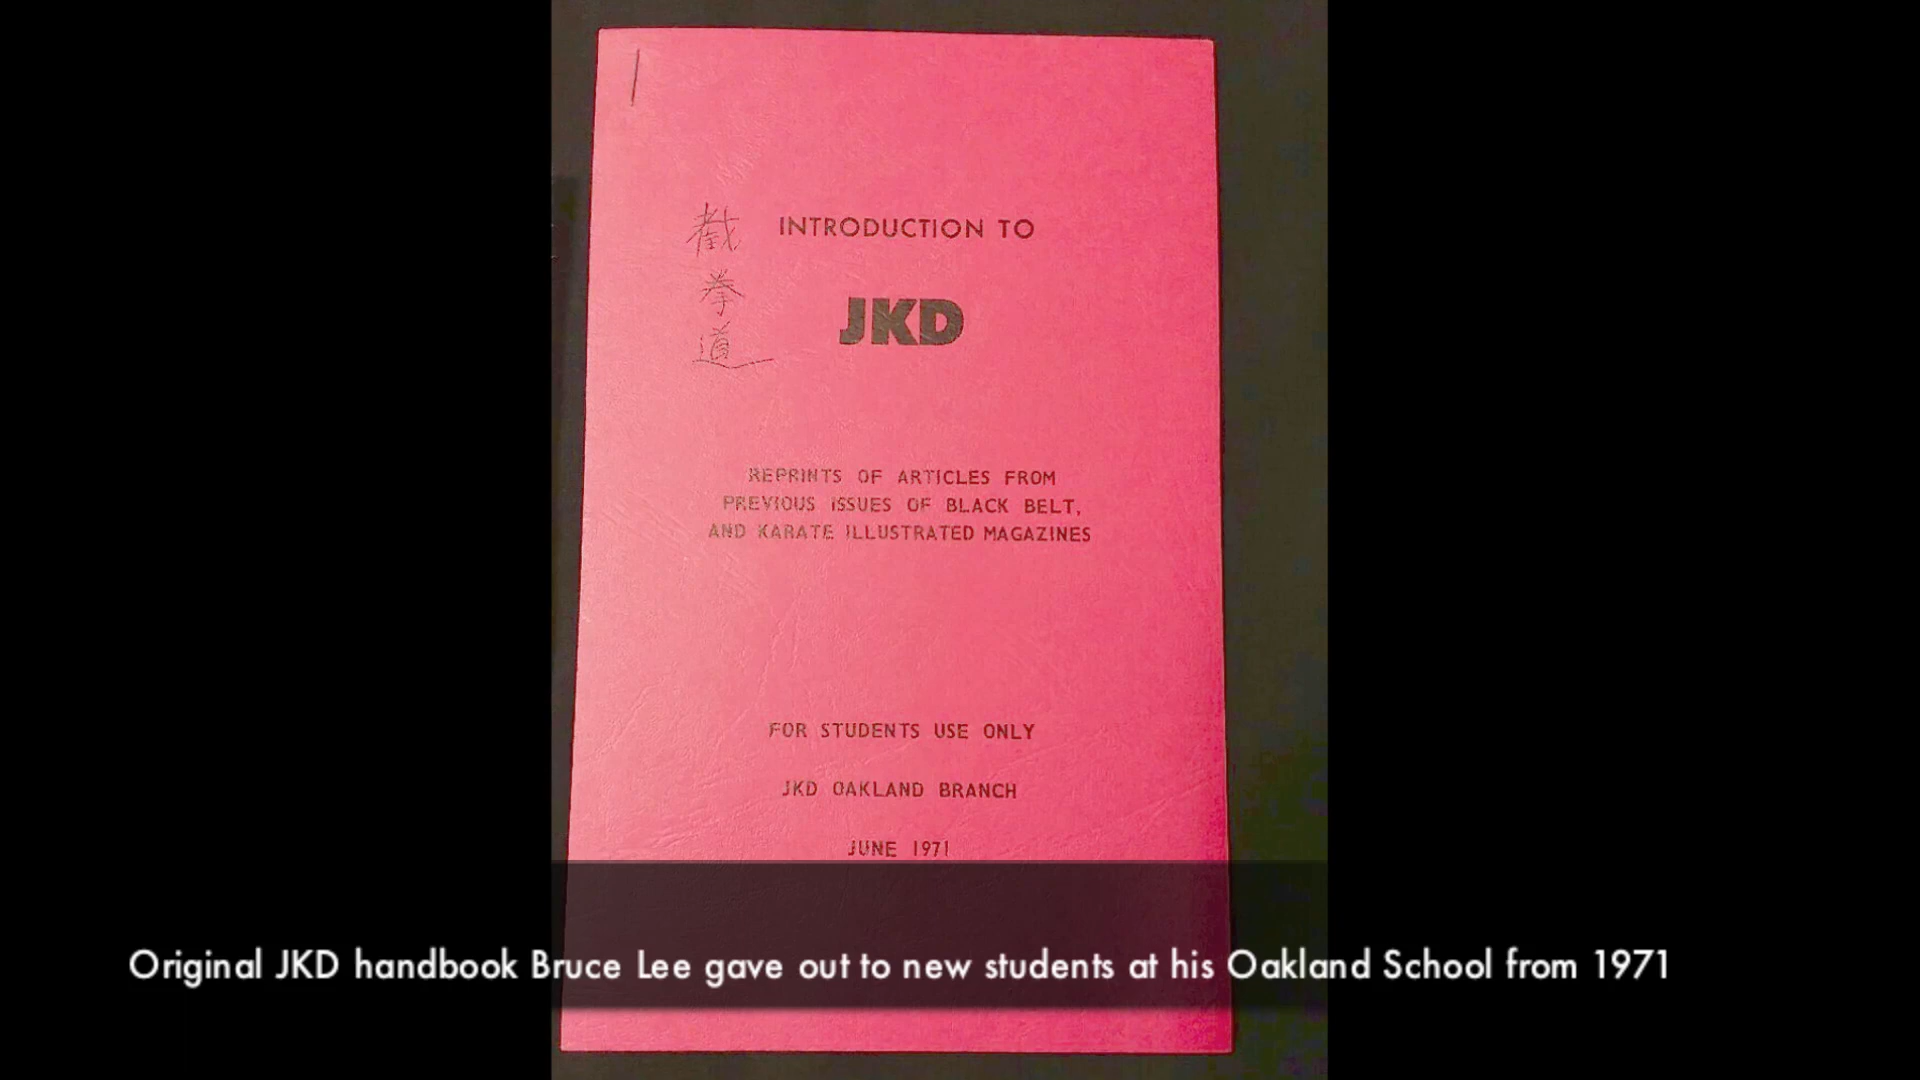 INTRODUCTION TO
截
拳
道
JKD
REPRINTS OF ARTICLES FROM
PREVIOUS ISSUES OF BLACK BELT,
AND KARATE ILLUSTRATED MAGAZINES
FOR STUDENTS USE ONLY
JKD OAKLAND BRANCH
JUNE 1971
Original JKD handbook Bruce Lee gave out to new students at his Oakland School from 1971